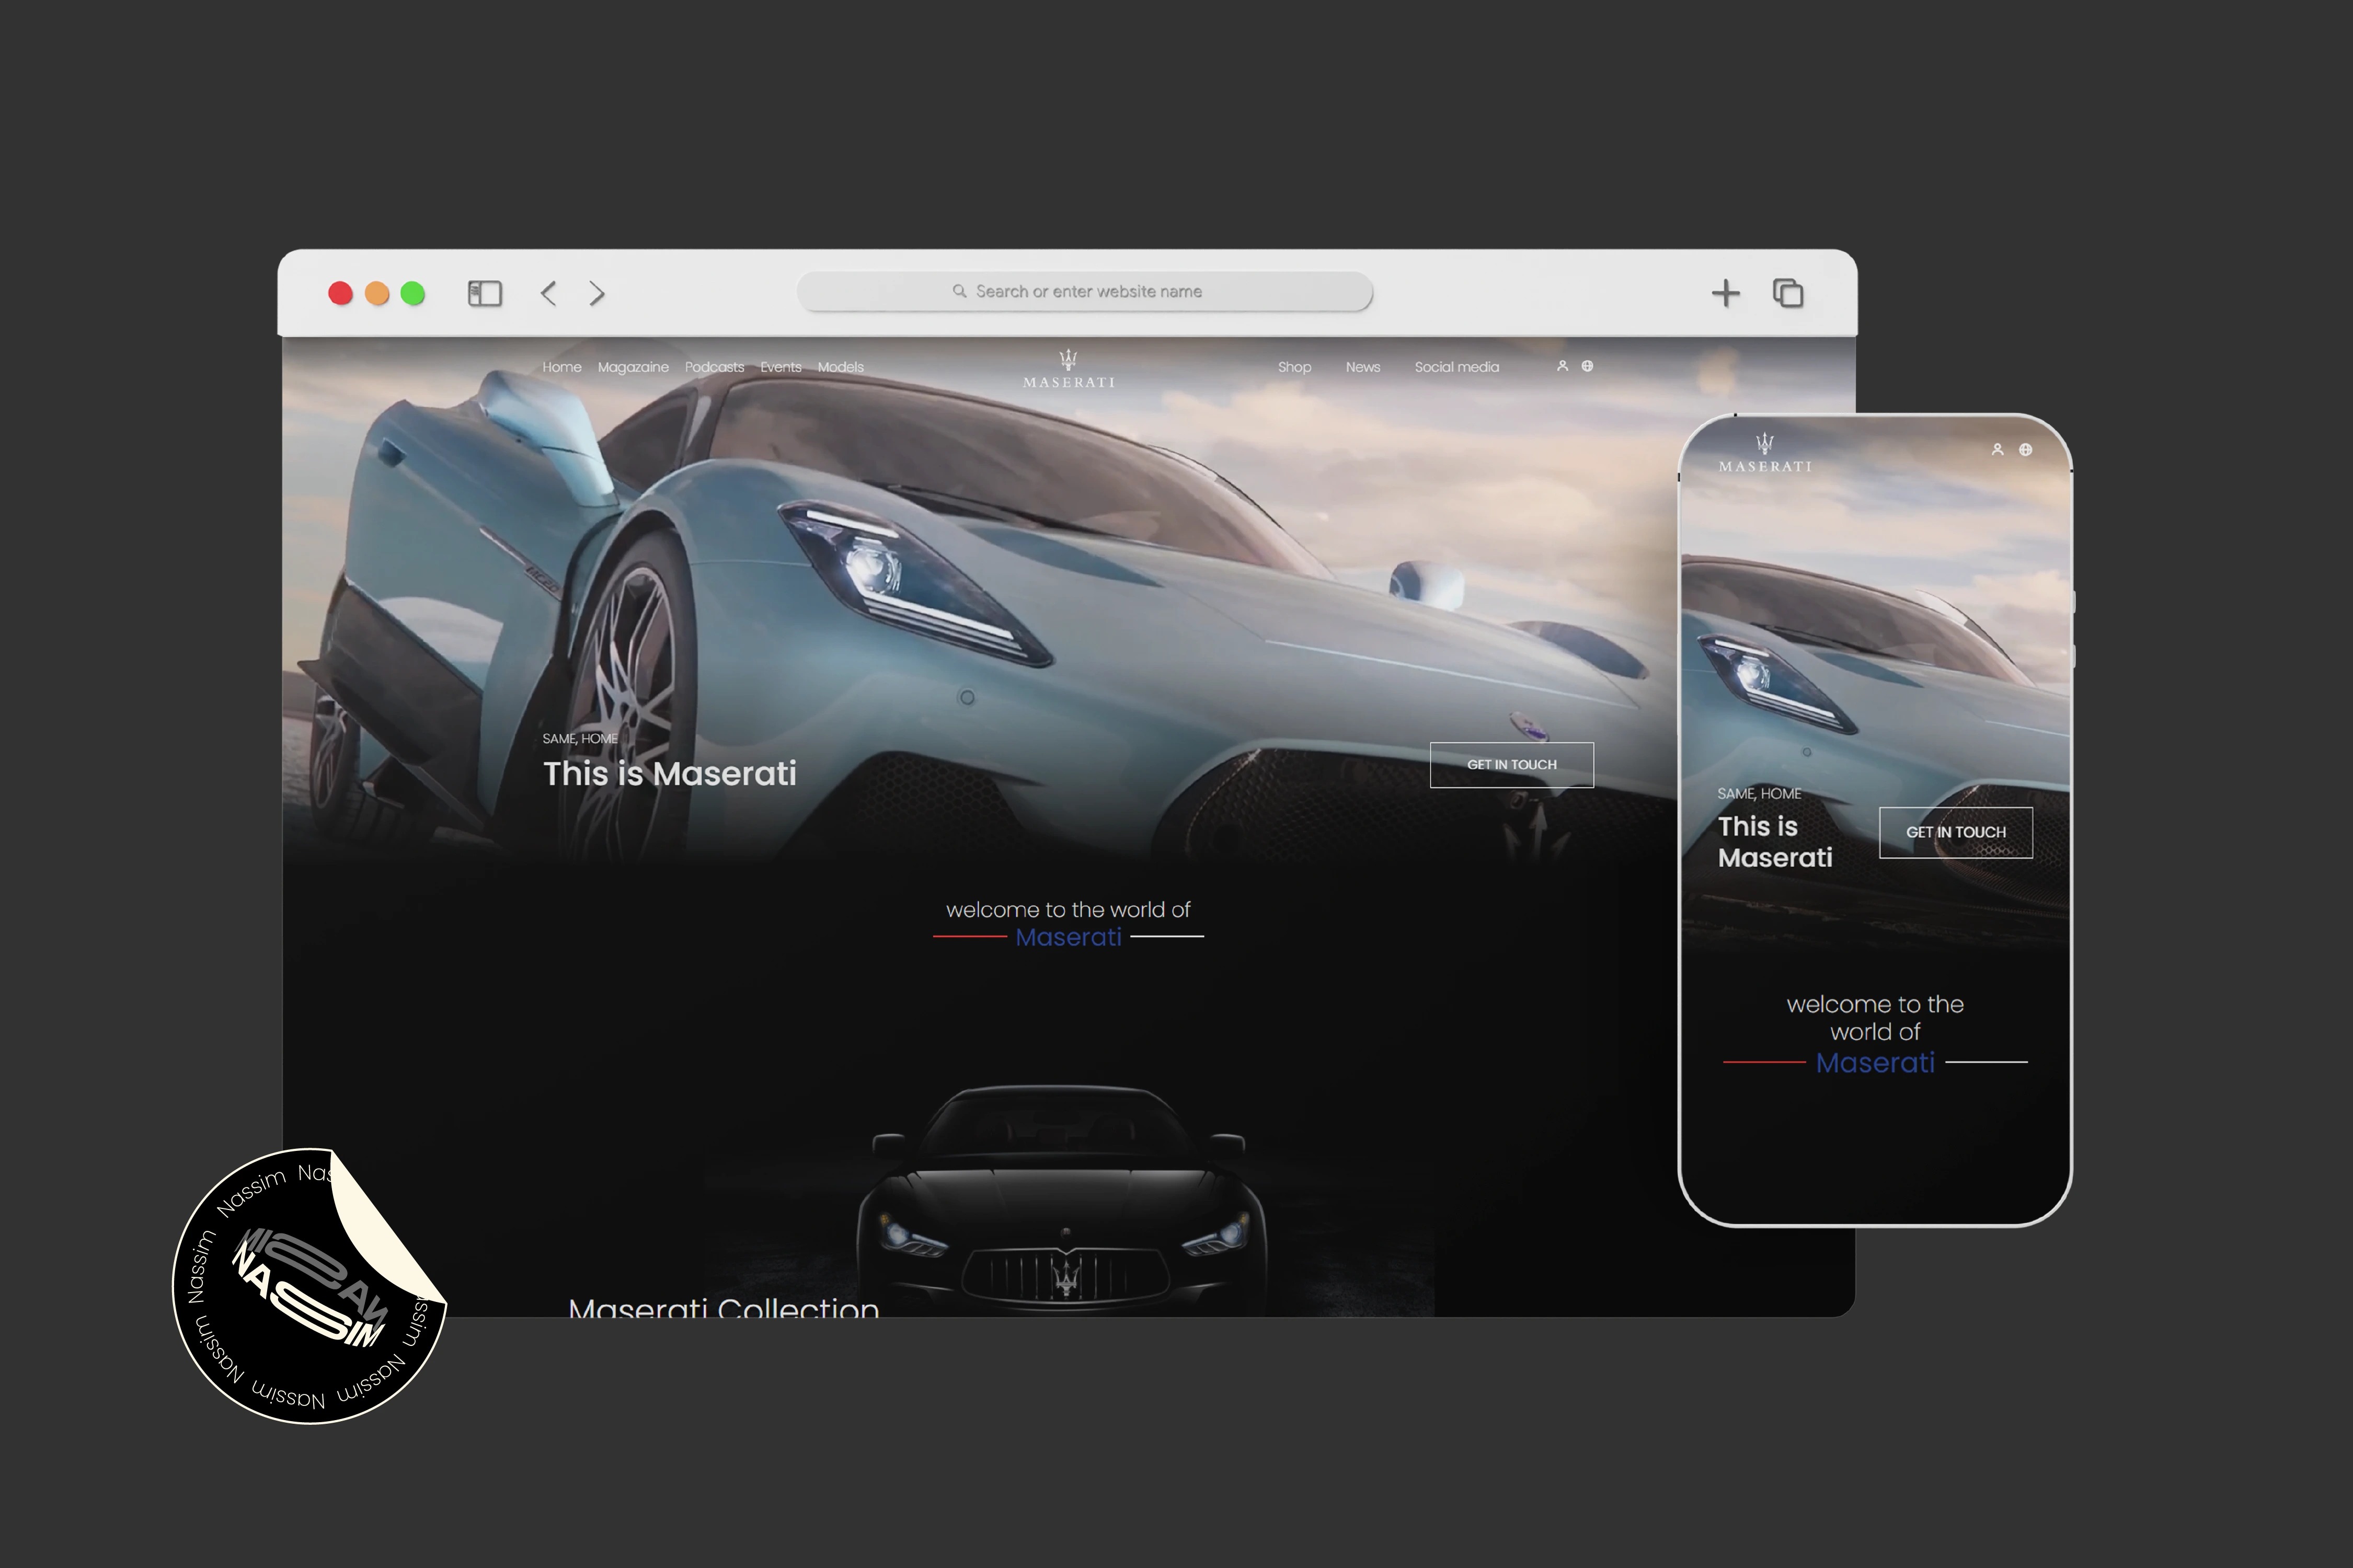 Search or enter website name
Home Magazaine Podcasts Events Models
MASERATI
Shop News Social media
SAME, HOME
This is Maserati
GET IN TOUCH
welcome to the world of
Maserati
Maserati Collection
MASERATI
SAME, HOME
This is
Maserati
GET IN TOUCH
welcome to the
world of
Maserati
Nassim Nassim Nassim Nassim Nassim Nassim
NASSIM
NASSIM